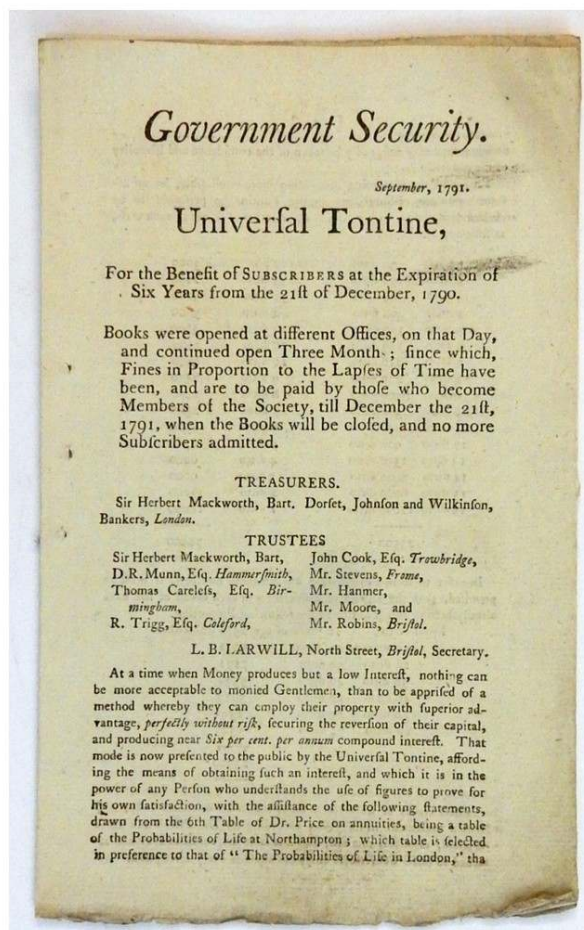 Government Security.
September, 1791.
Univerſal Tontine,
For the Benefit of SUBSCRIBERS at the Expiration of
Six Years from the 21ſt of December, 1790.
Books were opened at different Offices, on that Day,
and continued open Three Month ; ſince which,
Fines in Proportion to the Lapſes of Time have
been, and are to be paid by thoſe who become
Members of the Society, till December the 21ſt,
1791, when the Books will be cloſed, and no more
Subſcribers admitted.
TREASURERS.
Sir Herbert Mackworth, Bart. Dorſet, Johnſon and Wilkinſon,
Bankers, London.
TRUSTEES
Sir Herbert Mackworth, Bart,
D.R. Munn, Eſq. Hammerſmith,
Thomas Careleſs, Eſq. Bir-
mingham,
R. Trigg, Eſq. Coleford,
John Cook, Eſq. Trowbridge,
Mr. Stevens, Frome,
Mr. Hanmer,
Mr. Moore, and
Mr. Robins, Briſtol.
L. B. LARWILL, North Street, Briſtol, Secretary.
At a time when Money produces but a low Intereſt, nothing can
be more acceptable to monied Gentlemen, than to be appriſed of a
method whereby they can employ their property with ſuperior ad-
vantage, perfectly without riſk, ſecuring the reverſion of their capital,
and producing near Six per cent. per annum compound intereſt. That
mode is now preſented to the public by the Univerſal Tontine, afford-
ing the means of obtaining ſuch an intereſt, and which it is in the
power of any Perſon who underſtands the uſe of figures to prove for
his own ſatisfaction, with the aſſiſtance of the following ſtatements,
drawn from the 6th Table of Dr. Price on annuities, being a table
of the Probabilities of Life at Northampton ; which table is ſelected
in preference to that of "The Probabilities of Life in London," tha